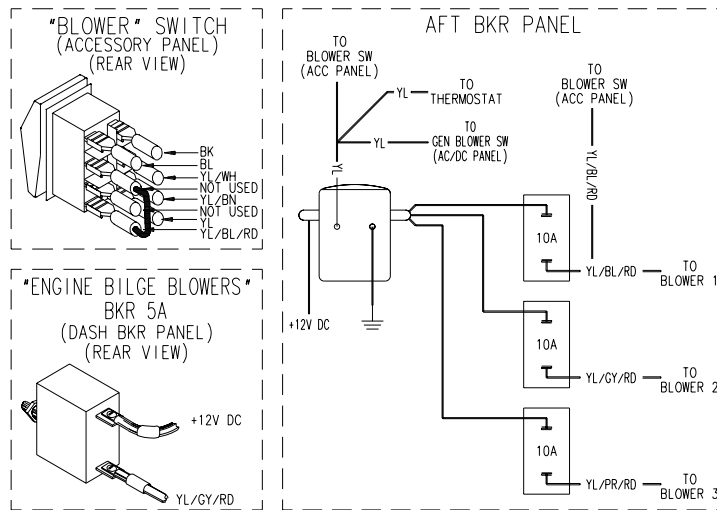 "BLOWER" SWITCH
(ACCESSORY PANEL)
(REAR VIEW)
BK
BL
YL/WH
NOT USED
YL/BN
NOT USED
YL
YL/BL/RD
"ENGINE BILGE BLOWERS"
BKR 5A
(DASH BKR PANEL)
(REAR VIEW)
+12V DC
YL/GY/RD
AFT BKR PANEL
TO
BLOWER SW
(ACC PANEL)
YL
TO
THERMOSTAT
YL
TO
GEN BLOWER SW
(AC/DC PANEL)
YL
+12V DC
TO
BLOWER SW
(ACC PANEL)
YL/BL/RD
10A
YL/BL/RD
TO
BLOWER 1
10A
YL/GY/RD
TO
BLOWER 2
10A
YL/PR/RD
TO
BLOWER 3